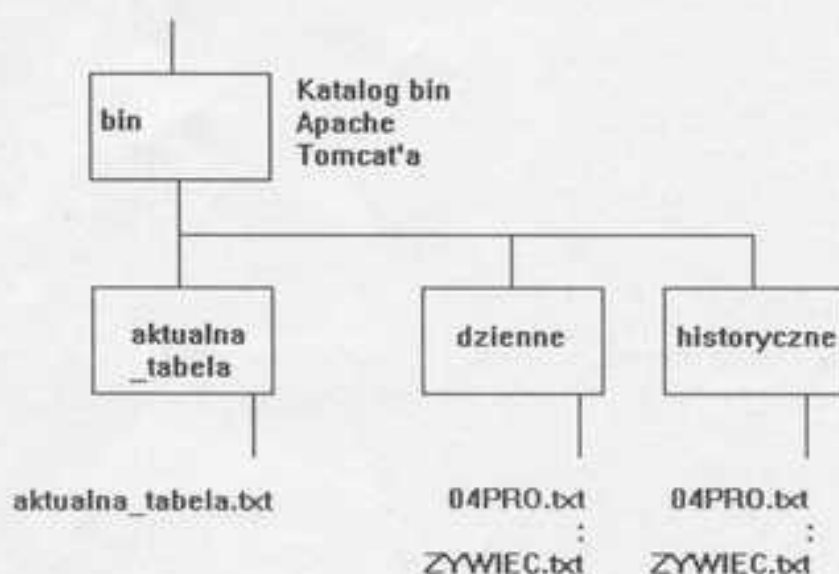 bin
Katalog bin
Apache
Tomcat'a
aktualna
_tabela
dzienne
historyczne
aktualna_tabela.txt
04PRO.txt
:
ZYWIEC.txt
04PRO.txt
:
ZYWIEC.txt